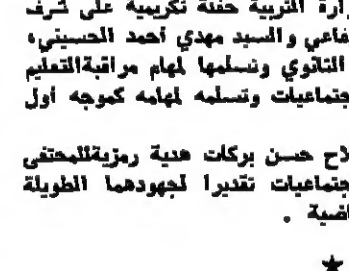 وزارة التربية حفلة تكريمية على شرف
فاعي والسيد مهدي أحمد الحسيني،
الثانوي وتسلمها لمهام مراقبةالتعليم
جتماعيات وتسلمه لمهامه كموجه أول
لاح حسن بركات هدية رمزيةللمحتفى
جتماعيات تقديرا لجهودهما الطويلة
اضية .